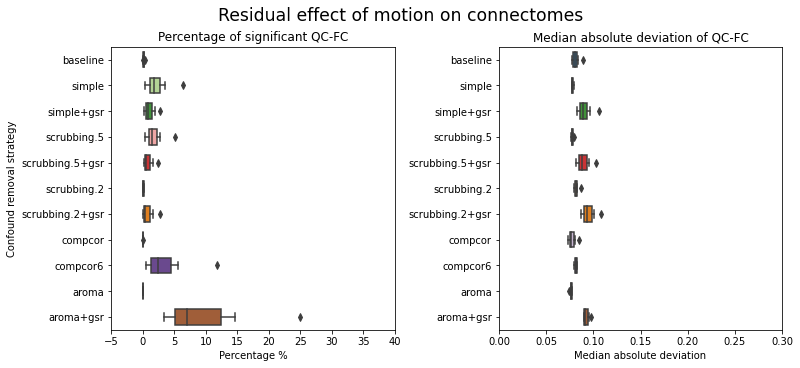 Residual effect of motion on connectomes
Percentage of significant QC-FC
Confound removal strategy
baseline
simple
simple+gsr
scrubbing.5
scrubbing.5+gsr
scrubbing.2
scrubbing.2+gsr
compcor
compcor6
aroma
aroma+gsr
-5 0 5 10 15 20 25 30 35 40
Percentage %
Median absolute deviation of QC-FC
baseline
simple
simple+gsr
scrubbing.5
scrubbing.5+gsr
scrubbing.2
scrubbing.2+gsr
compcor
compcor6
aroma
aroma+gsr
0.00 0.05 0.10 0.15 0.20 0.25 0.30
Median absolute deviation